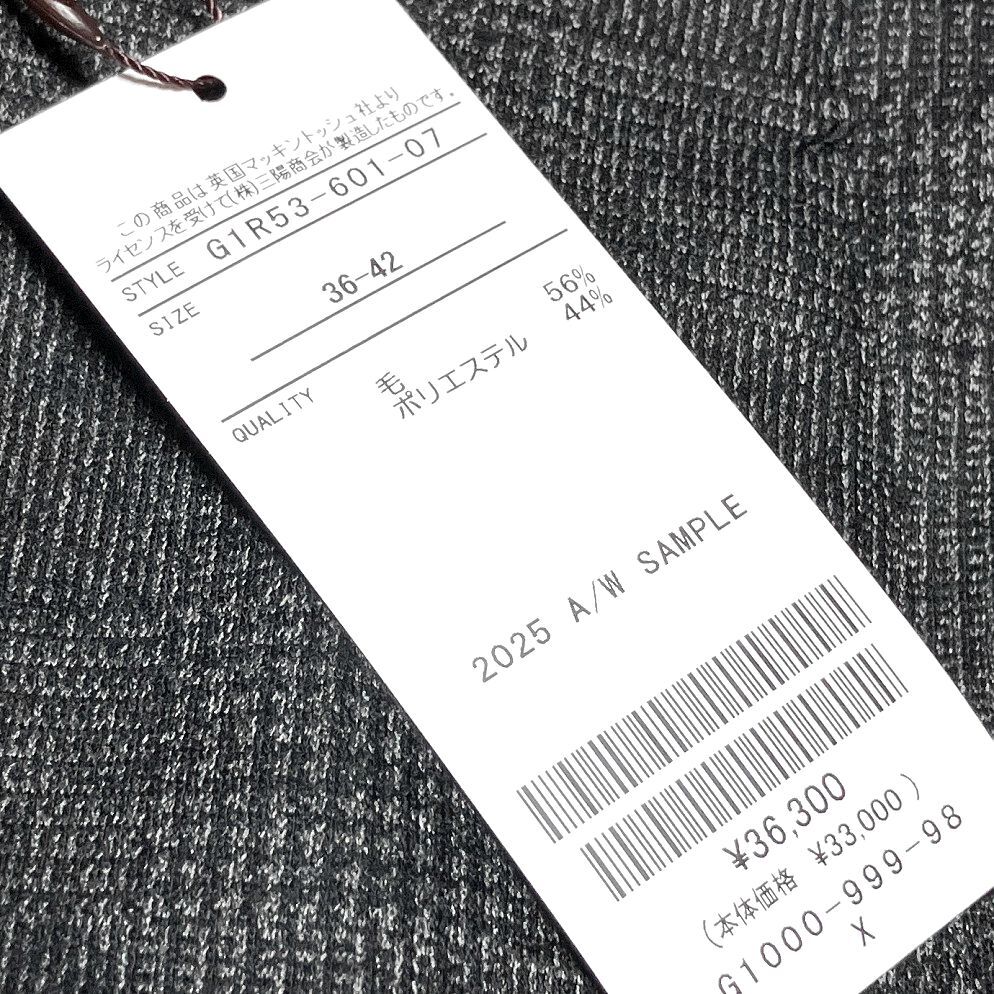 この商品は英国マッキントッシュ社より
ライセンスを受けて(株)三陽商会が製造したものです。
STYLE G1R53-601-07
SIZE 36-42
QUALITY 毛 56%
ポリエステル 44%
2025 A/W SAMPLE
¥36,300
(本体価格 ¥33,000)
G1000-999-98
X